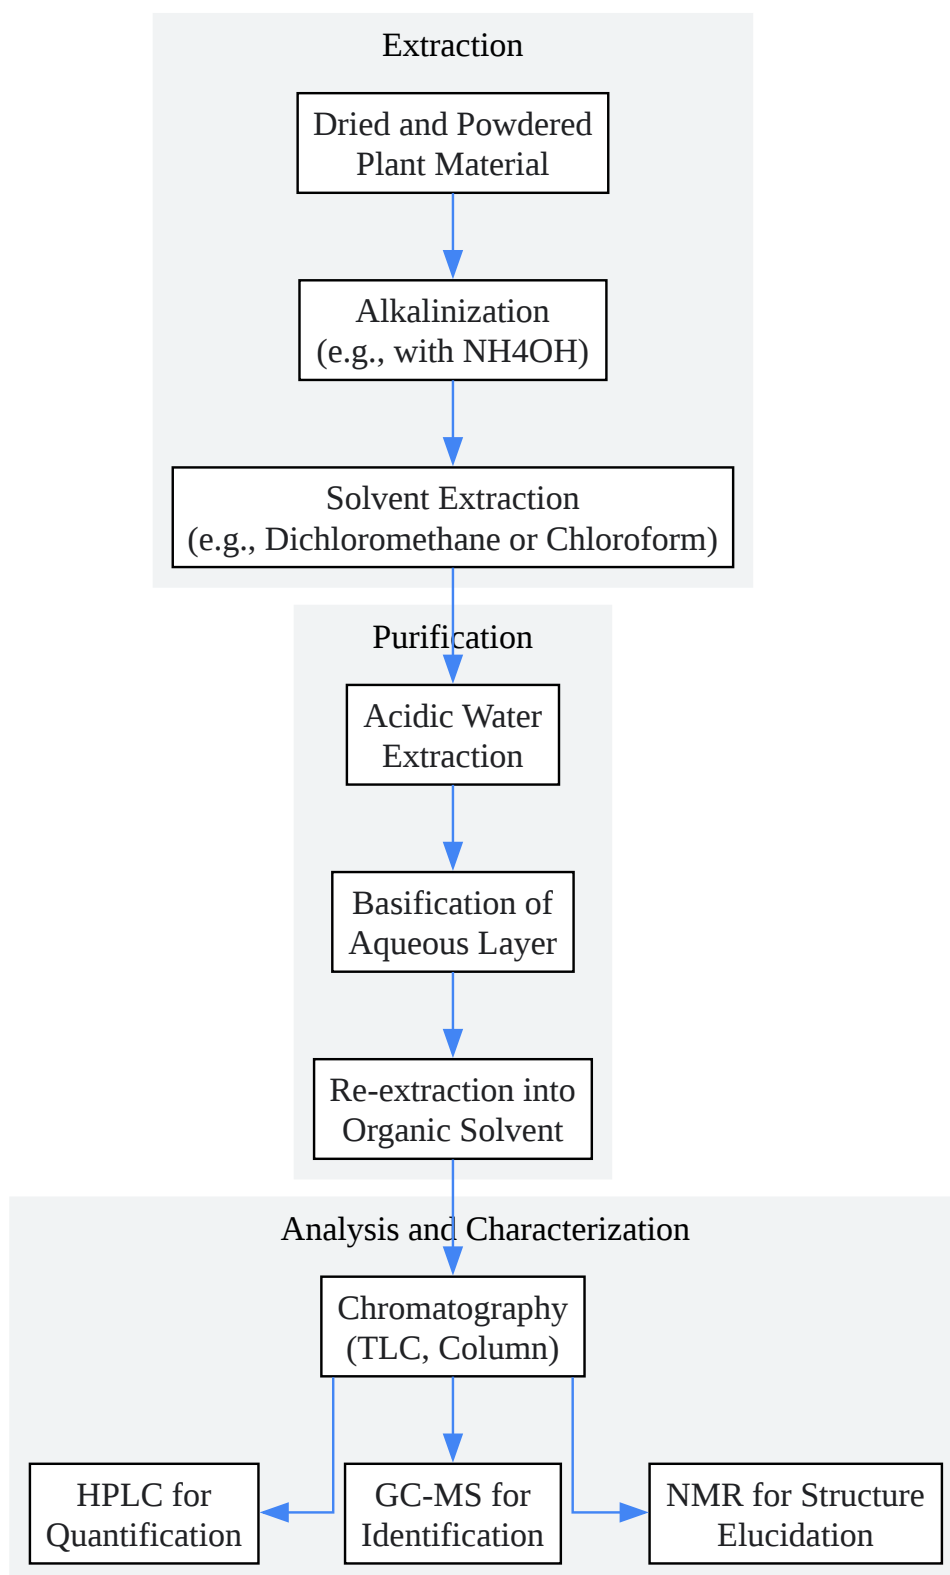 Extraction
Dried and Powdered
Plant Material
Alkalinization
(e.g., with NH4OH)
Solvent Extraction
(e.g., Dichloromethane or Chloroform)
Purification
Acidic Water
Extraction
Basification of
Aqueous Layer
Re-extraction into
Organic Solvent
Analysis and Characterization
Chromatography
(TLC, Column)
HPLC for
Quantification
GC-MS for
Identification
NMR for Structure
Elucidation